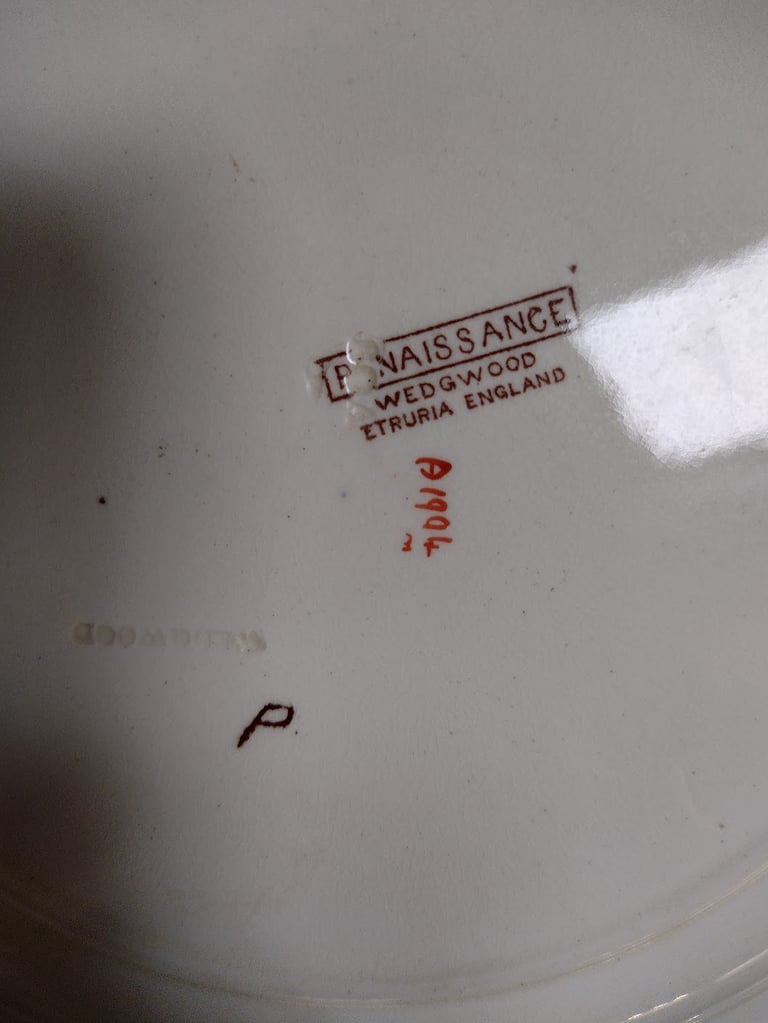 RENAISSANCE
WEDGWOOD
ETRURIA ENGLAND
A1904
WEDGWOOD
P